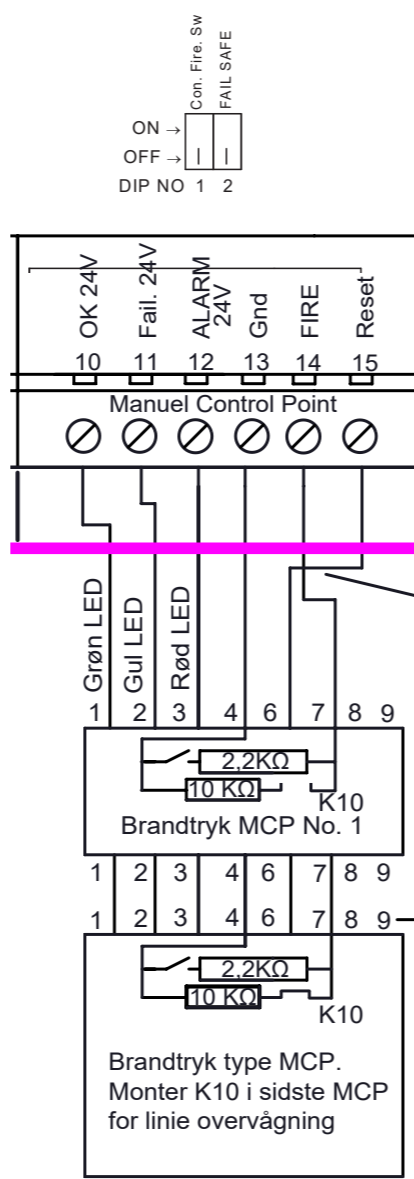 Con. Fire. Sw
FAIL SAFE
ON →
OFF →
DIP NO 1 2
OK 24V
Fail. 24V
ALARM 24V
Gnd
FIRE
Reset
10 11 12 13 14 15
Manuel Control Point
Grøn LED
Gul LED
Rød LED
1 2 3 4 6 7 8 9
2,2KΩ
10 KΩ
K10
Brandtryk MCP No. 1
1 2 3 4 6 7 8 9
1 2 3 4 6 7 8 9
2,2KΩ
10 KΩ
K10
Brandtryk type MCP.
Monter K10 i sidste MCP
for linie overvågning